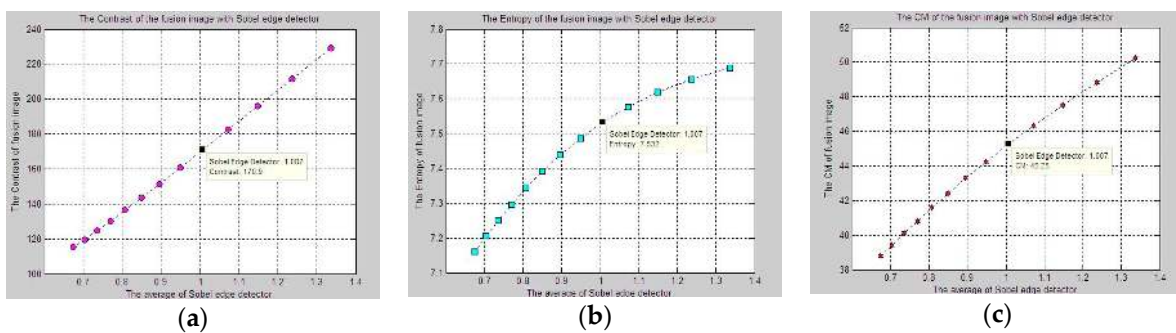 The Contrast of the fusion image with Sobel edge detector
The Contrast of fusion image
240
220
200
180
160
140
120
100
Sobel Edge Detector: 1.007
Contrast: 170.9
0.7 0.8 0.9 1 1.1 1.2 1.3 1.4
The average of Sobel edge detector
(a)
The Entropy of the fusion image with Sobel edge detector
The Entropy of fusion image
7.8
7.7
7.6
7.5
7.4
7.3
7.2
7.1
Sobel Edge Detector: 1.007
Entropy: 7.532
0.7 0.8 0.9 1 1.1 1.2 1.3 1.4
The average of Sobel edge detector
(b)
The CM of the fusion image with Sobel edge detector
The CM of fusion image
52
50
48
46
44
42
40
38
Sobel Edge Detector: 1.007
CM: 45.25
0.7 0.8 0.9 1 1.1 1.2 1.3 1.4
The average of Sobel edge detector
(c)